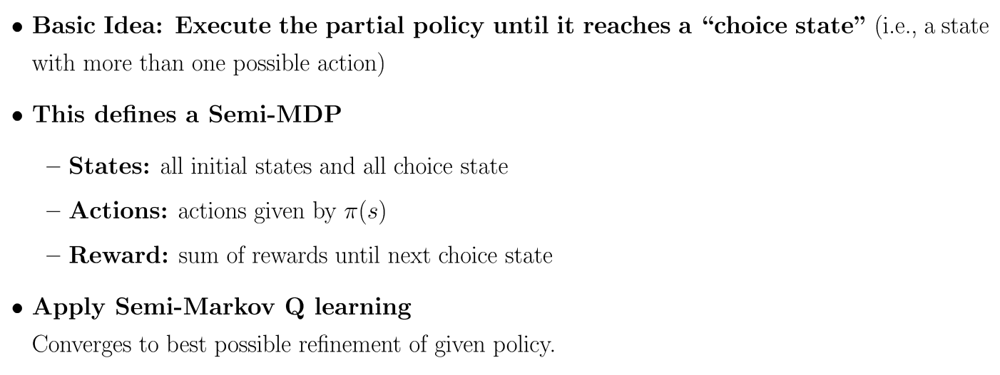 • Basic Idea: Execute the partial policy until it reaches a “choice state” (i.e., a state
with more than one possible action)
• This defines a Semi-MDP
– States: all initial states and all choice state
– Actions: actions given by π(s)
– Reward: sum of rewards until next choice state
• Apply Semi-Markov Q learning
Converges to best possible refinement of given policy.